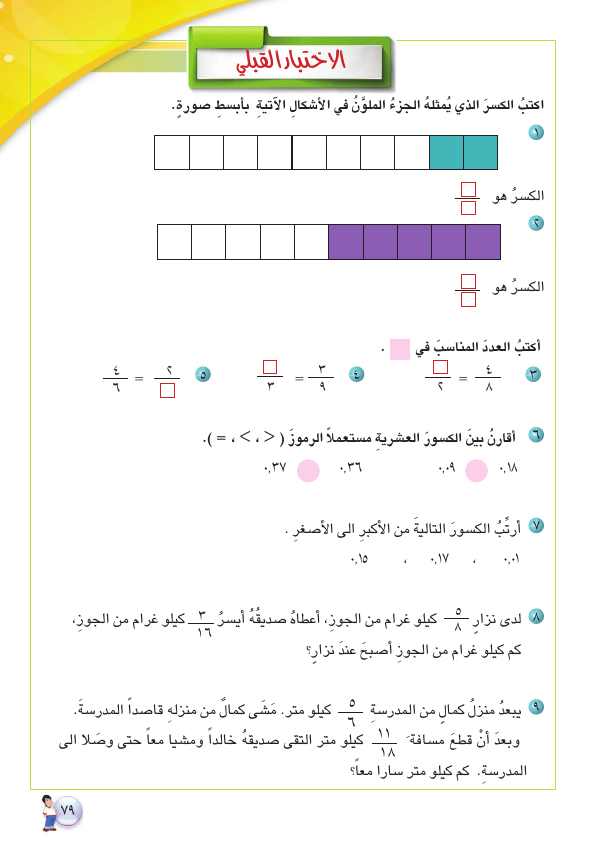 الاختبار القبلي
اكتبُ الكسرَ الذي يُمثلهُ الجزءُ الملوَّنُ في الأشكالِ الآتيةِ بأبسطِ صورةٍ.
١
الكسرُ هو □/□
٢
الكسرُ هو □/□
أكتبُ العددَ المناسبَ في □ .
٣ ٤/٨ = □/٢ ٤ ٣/٩ = □/٣ ٥ ٢/□ = ٤/٦
٦ أقارنُ بينَ الكسورَ العشريةِ مستعملاً الرموزَ ( > ، < ، = ).
٠,١٨ ٠,٠٩ ٠,٣٦ ٠,٣٧
٧ أرتِّبُ الكسورَ التاليةَ من الأكبرِ الى الأصغرِ .
٠,٠١ ، ٠,١٧ ، ٠,١٥
٨ لدى نزارٍ ٥/٨ كيلو غرام من الجوزِ، أعطاهُ صديقُهُ أيسرُ ٣/١٦ كيلو غرام من الجوزِ،
كم كيلو غرام من الجوزِ أصبحَ عندَ نزارٍ؟
٩ يبعدُ منزلُ كمالٍ من المدرسةِ ٥/٦ كيلو متر. مَشَى كمالٌ من منزلهِ قاصداً المدرسةَ.
وبعدَ أنْ قطعَ مسافةَ ١١/١٨ كيلو متر التقى صديقهُ خالداً ومشيا معاً حتى وصَلا الى
المدرسةِ. كم كيلو متر سارا معاً؟
٧٩